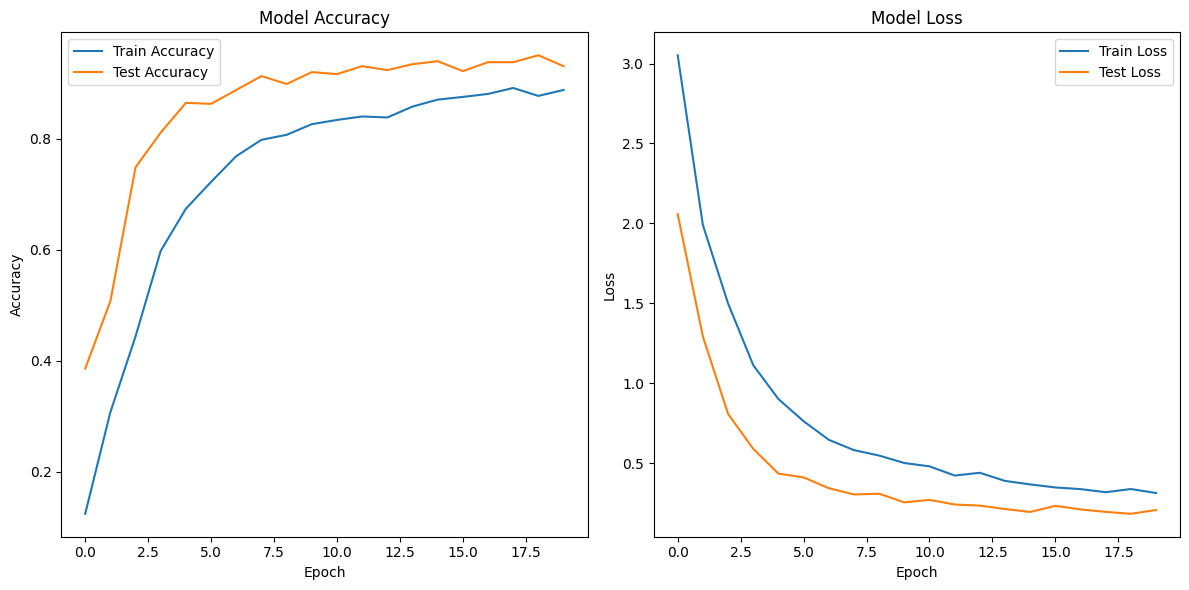 Model Accuracy
Train Accuracy
Test Accuracy
Accuracy
0.8
0.6
0.4
0.2
0.0 2.5 5.0 7.5 10.0 12.5 15.0 17.5
Epoch
Model Loss
Train Loss
Test Loss
Loss
3.0
2.5
2.0
1.5
1.0
0.5
0.0 2.5 5.0 7.5 10.0 12.5 15.0 17.5
Epoch